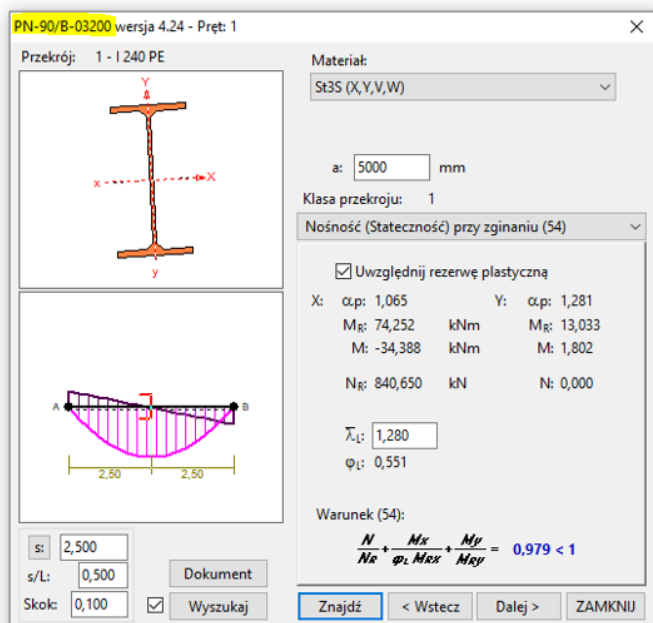 PN-90/B-03200 wersja 4.24 - Pręt: 1
Przekrój: 1 - I 240 PE
Y
x X
y
A B
2,50 2,50
s: 2,500
s/L: 0,500 Dokument
Skok: 0,100 Wyszukaj
Materiał:
St3S (X,Y,V,W)
a: 5000 mm
Klasa przekroju: 1
Nośność (Stateczność) przy zginaniu (54)
Uwzględnij rezerwę plastyczną
X: αp: 1,065 Y: αp: 1,281
MR: 74,252 kNm MR: 13,033
M: -34,388 kNm M: 1,802
NR: 840,650 kN N: 0,000
λ̅L: 1,280
φL: 0,551
Warunek (54):
N/NR + Mx/φL MRx + My/MRy = 0,979 < 1
Znajdź < Wstecz Dalej > ZAMKNIJ